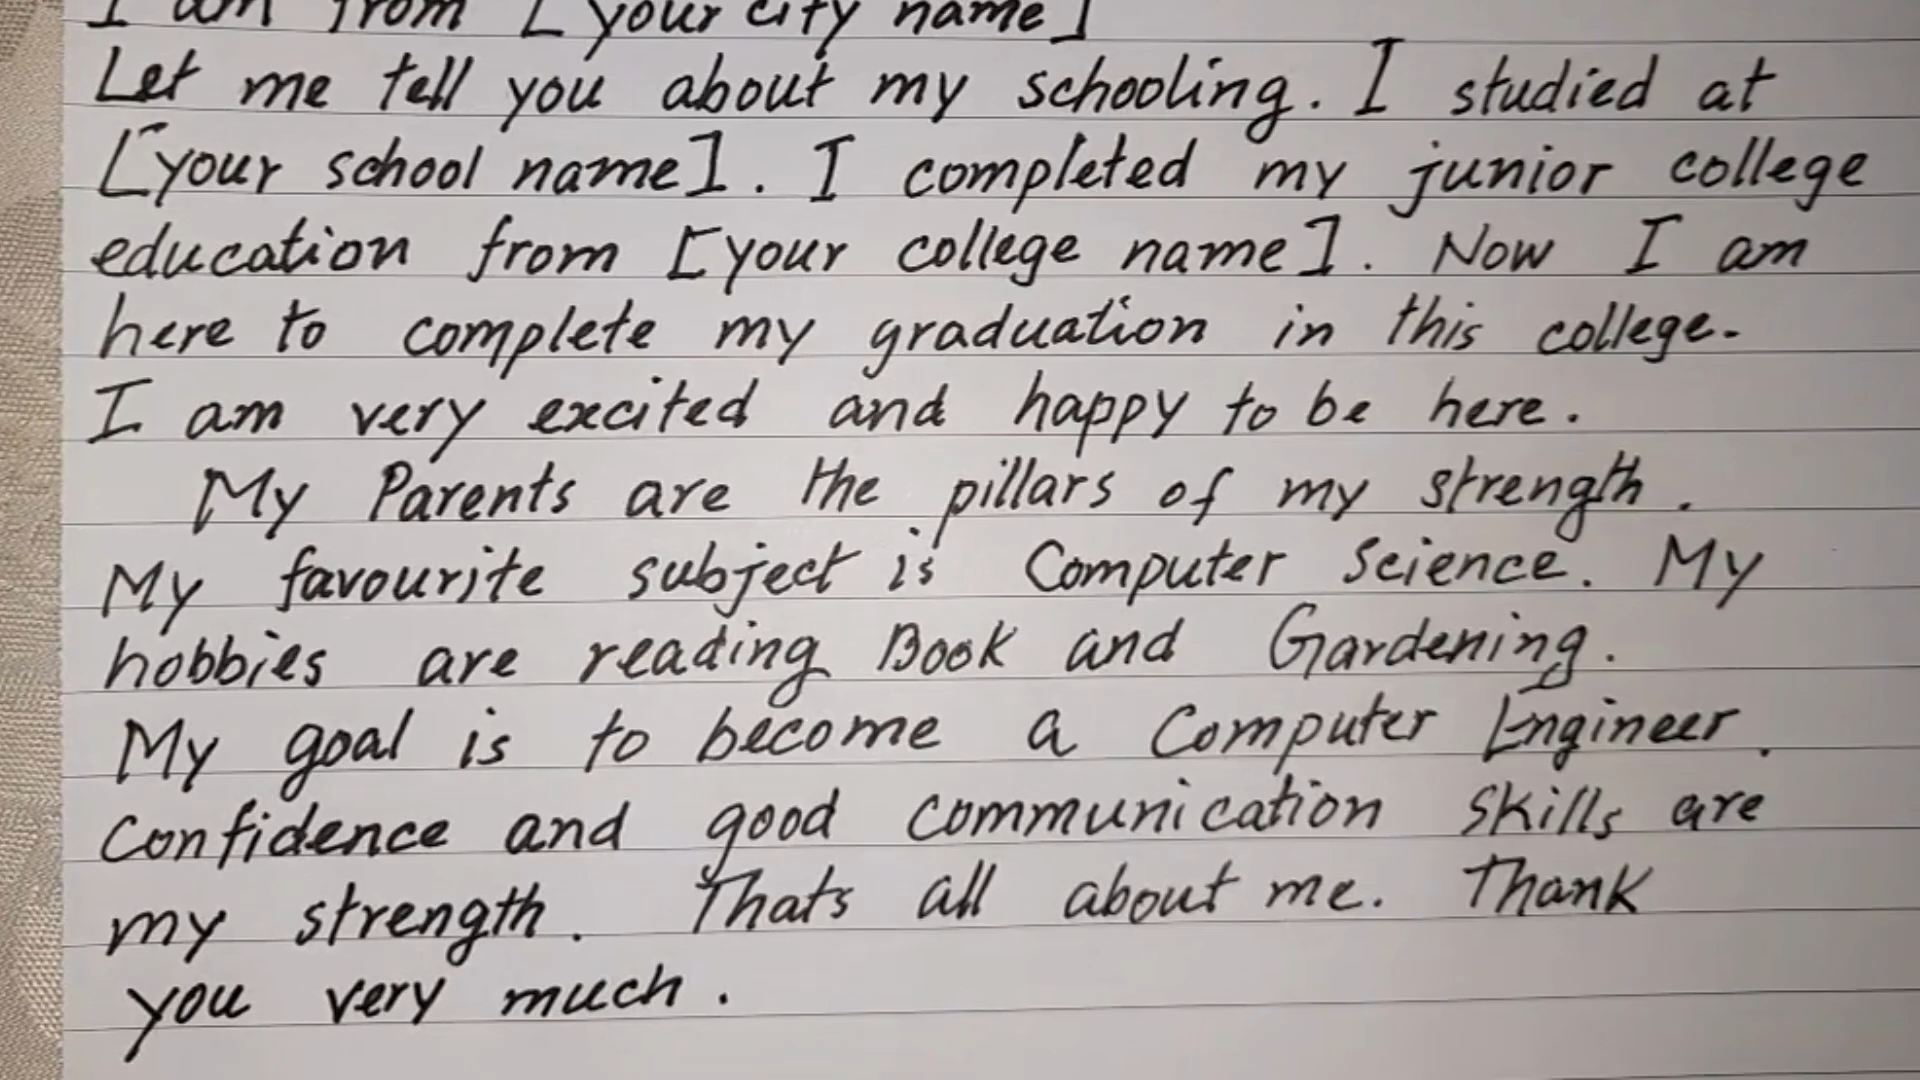 I am from [your city name]
Let me tell you about my schooling. I studied at
[your school name]. I completed my junior college
education from [your college name]. Now I am
here to complete my graduation in this college.
I am very excited and happy to be here.
My Parents are the pillars of my strength.
My favourite subject is Computer Science. My
hobbies are reading Book and Gardening.
My goal is to become a Computer Engineer.
Confidence and good communication skills are
my strength. Thats all about me. Thank
you very much.